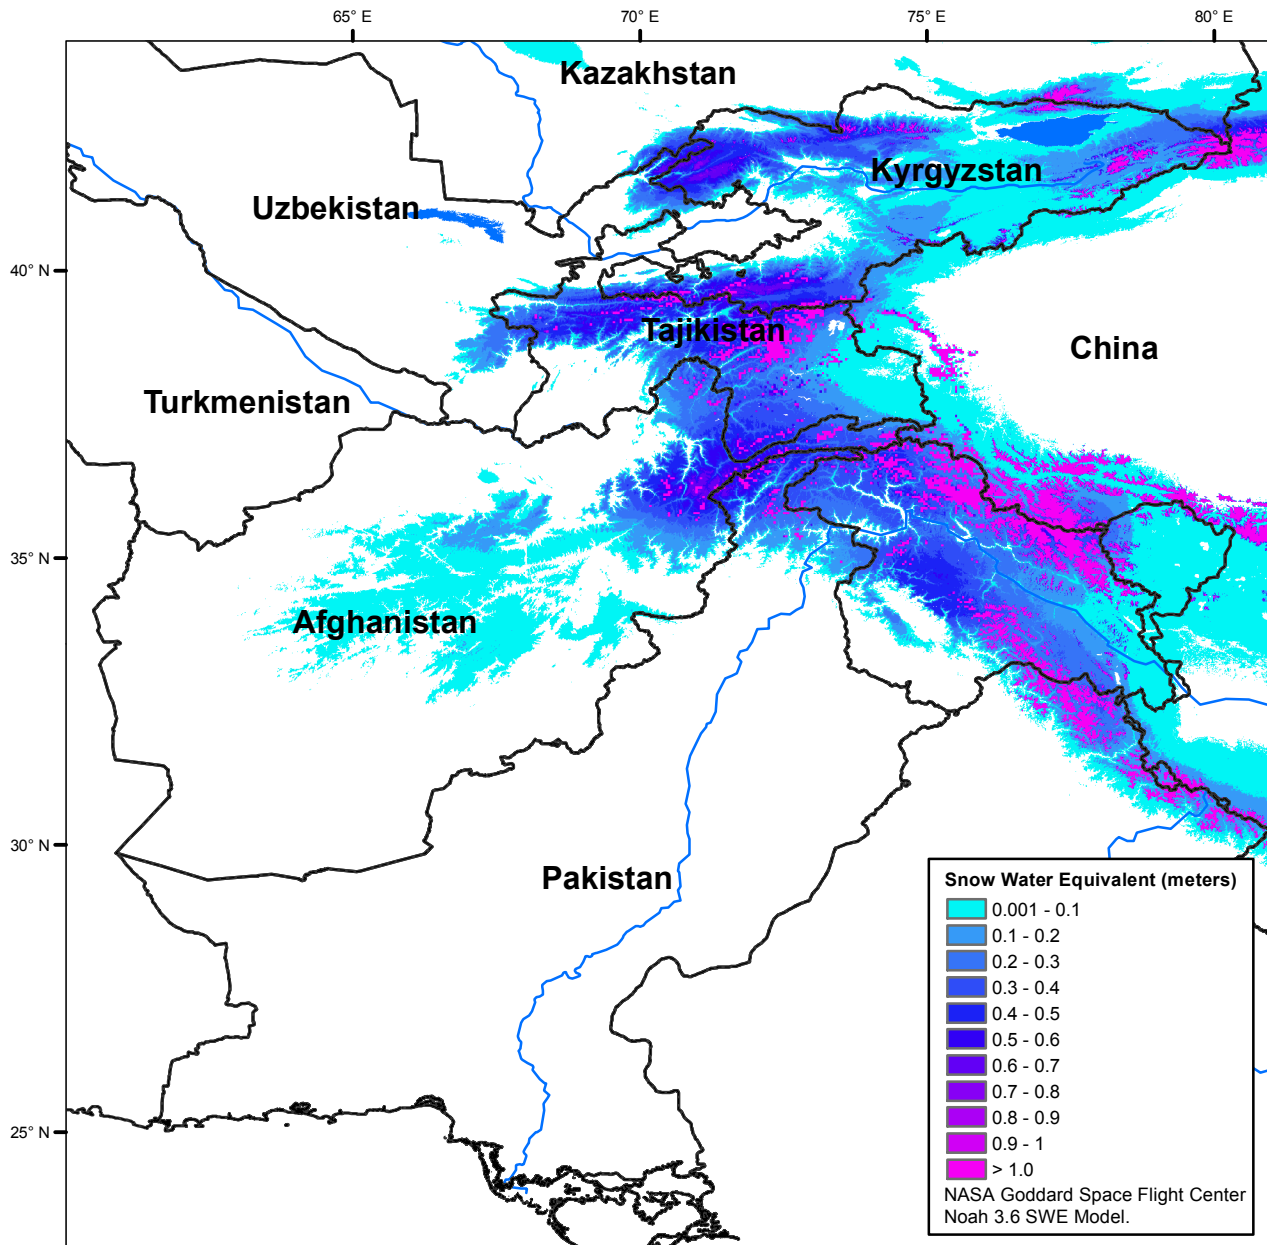 65° E
70° E
75° E
80° E
Kazakhstan
Kyrgyzstan
Uzbekistan
40° N
Tajikistan
China
Turkmenistan
35° N
Afghanistan
30° N
Pakistan
25° N
Snow Water Equivalent (meters)
0.001 - 0.1
0.1 - 0.2
0.2 - 0.3
0.3 - 0.4
0.4 - 0.5
0.5 - 0.6
0.6 - 0.7
0.7 - 0.8
0.8 - 0.9
0.9 - 1
> 1.0
NASA Goddard Space Flight Center
Noah 3.6 SWE Model.